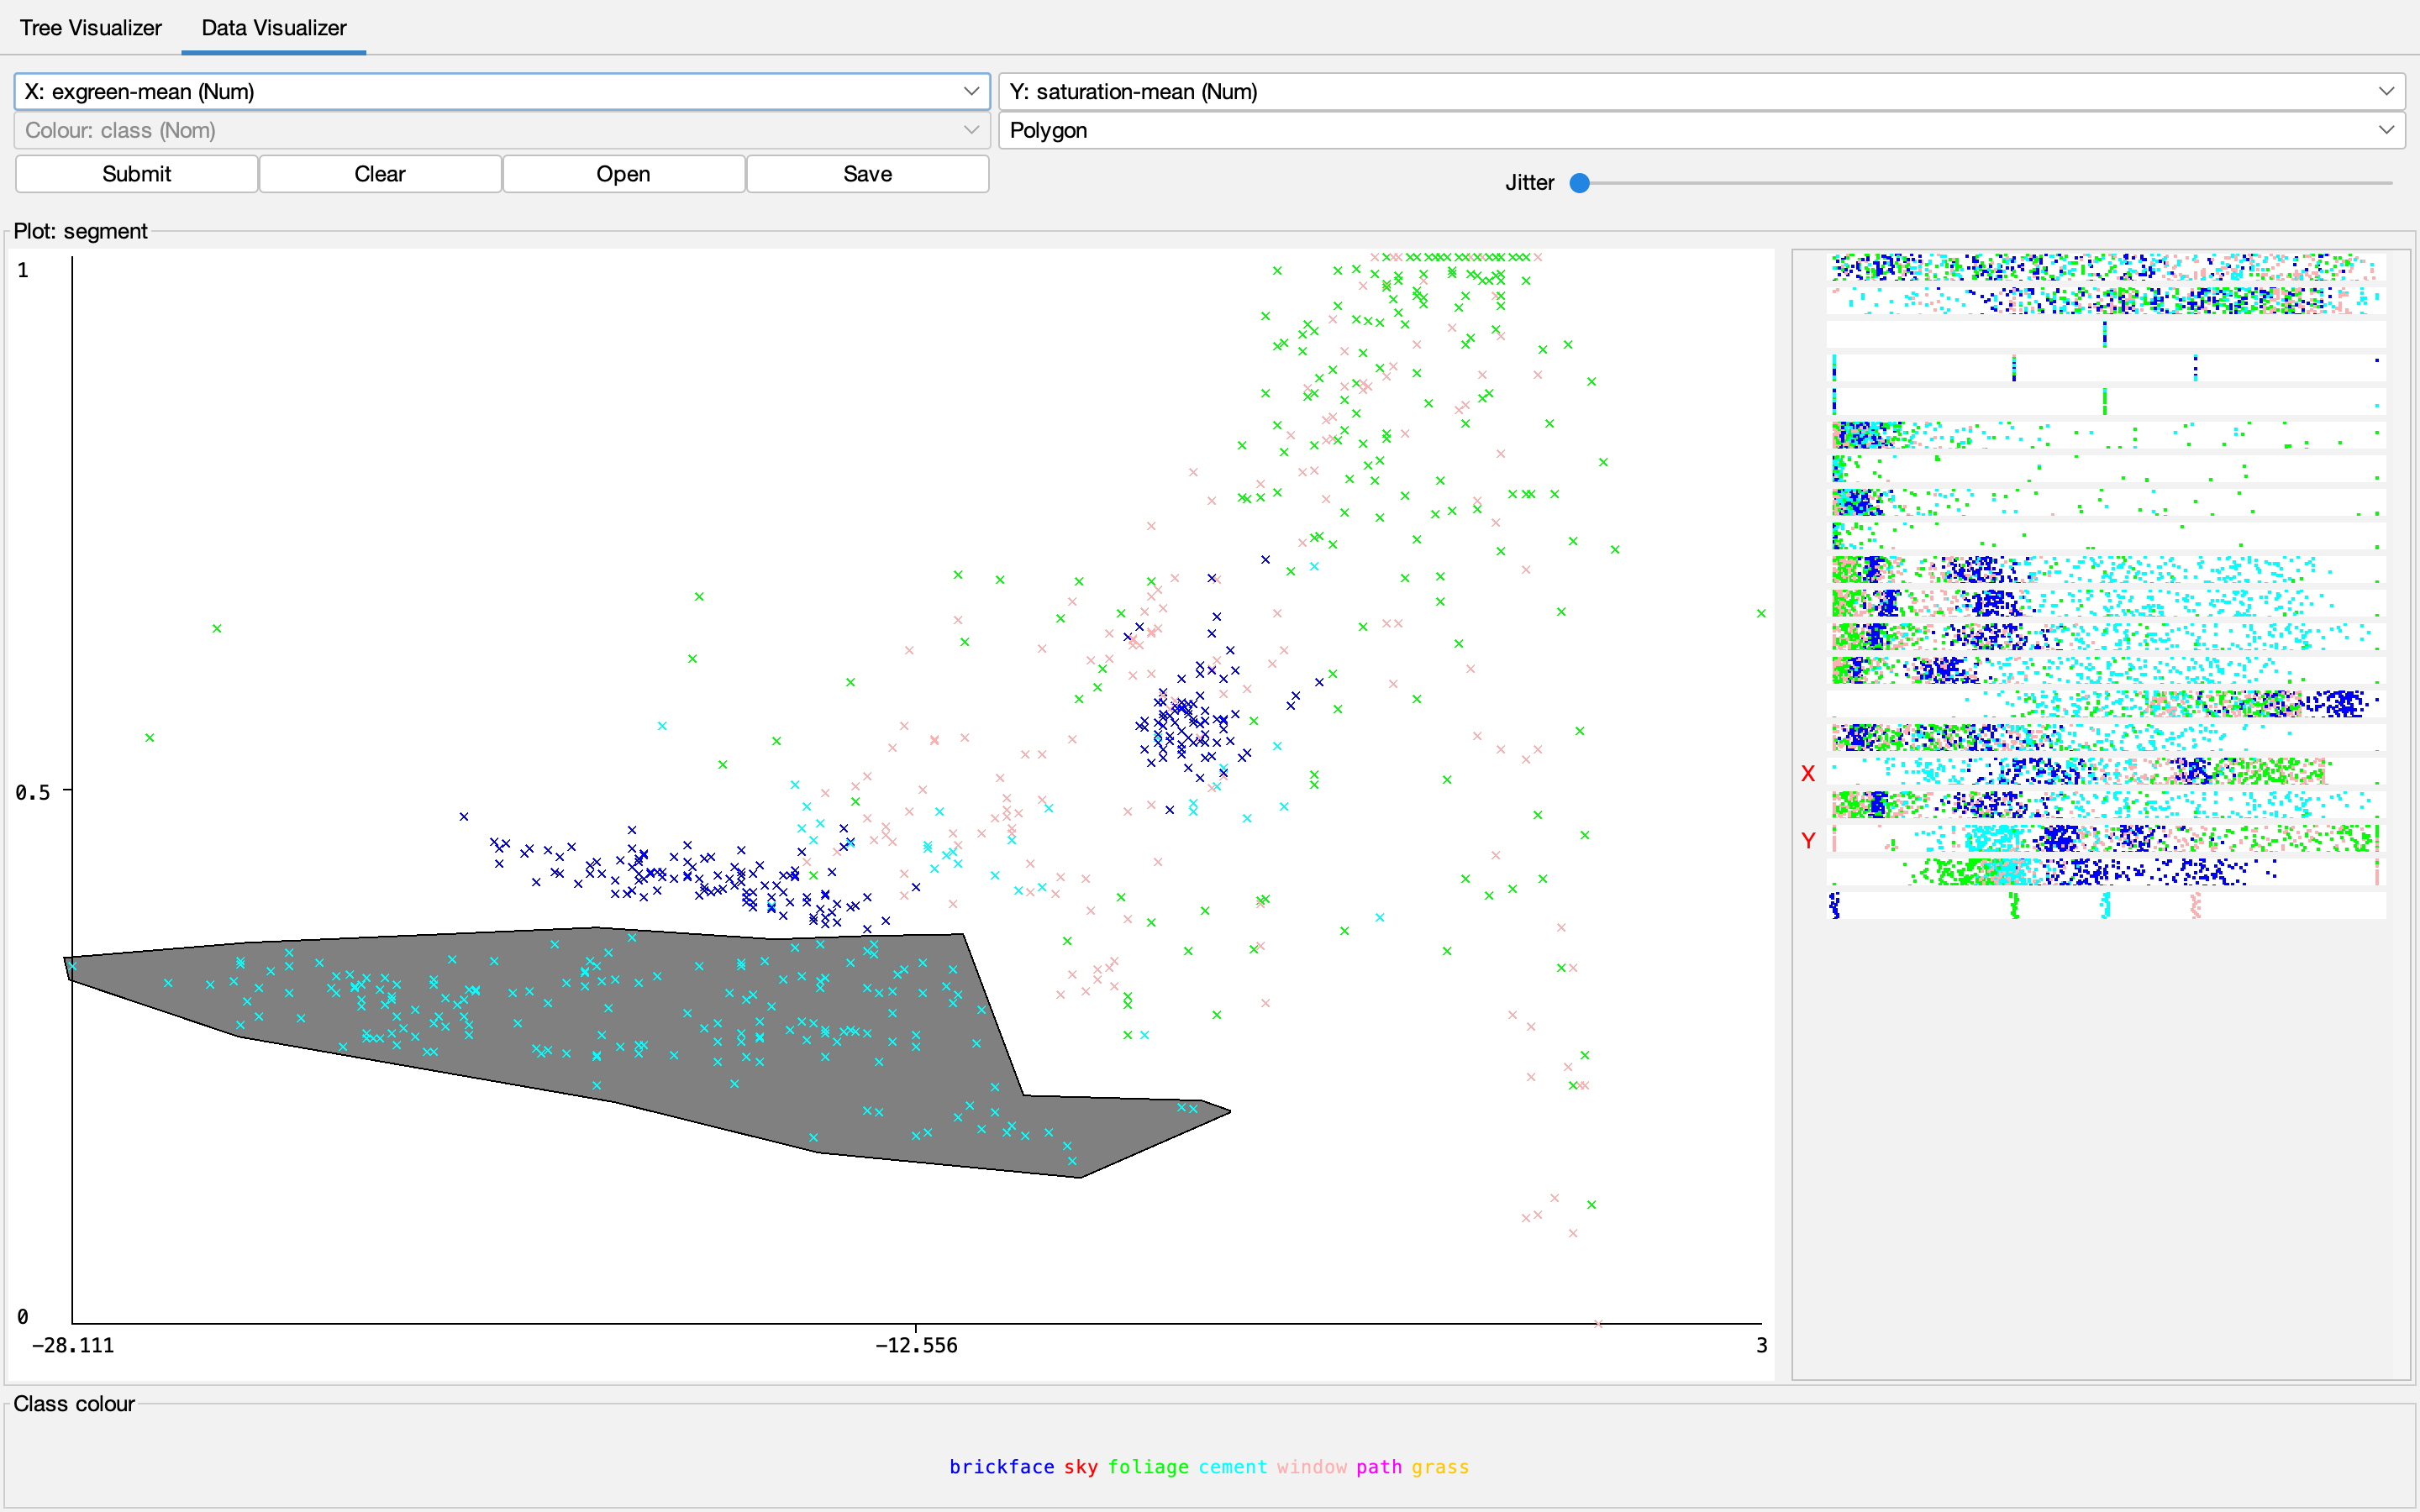 Tree Visualizer Data Visualizer
X: exgreen-mean (Num) Y: saturation-mean (Num)
Colour: class (Nom) Polygon
Submit Clear Open Save Jitter
Plot: segment
1
0.5
0
-28.111 -12.556 3
X
Y
Class colour
brickface sky foliage cement window path grass